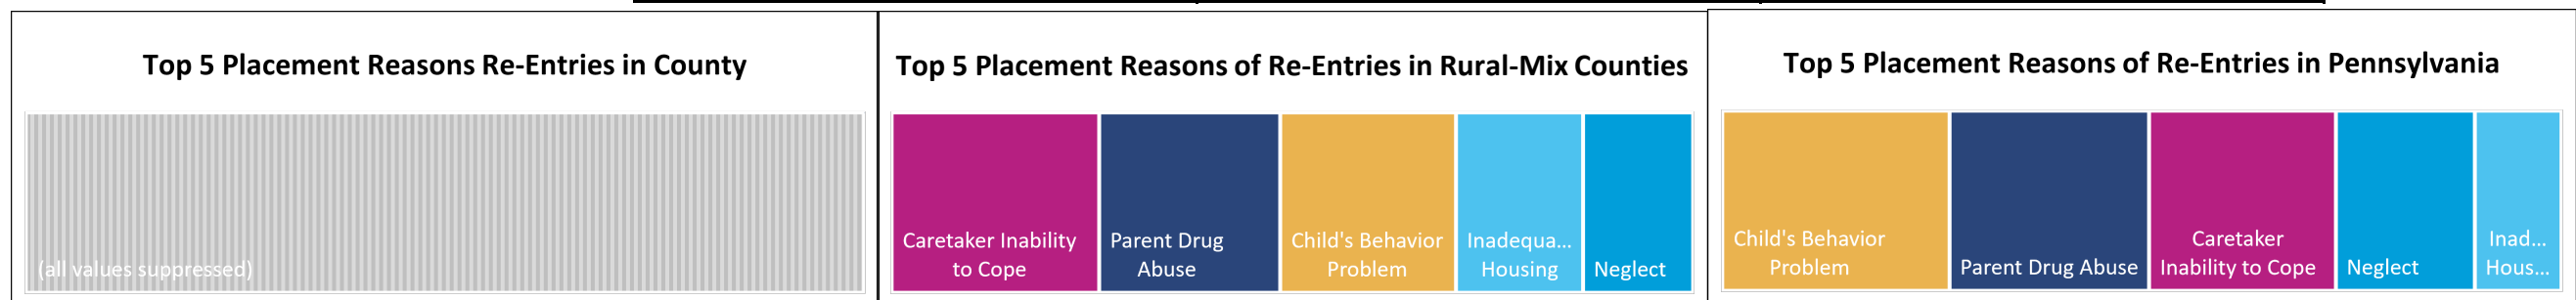 Top 5 Placement Reasons Re-Entries in County
(all values suppressed)
Top 5 Placement Reasons of Re-Entries in Rural-Mix Counties
Caretaker Inability
to Cope
Parent Drug
Abuse
Child's Behavior
Problem
Inadequa...
Housing
Neglect
Top 5 Placement Reasons of Re-Entries in Pennsylvania
Child's Behavior
Problem
Parent Drug Abuse
Caretaker
Inability to Cope
Neglect
Inad...
Hous...